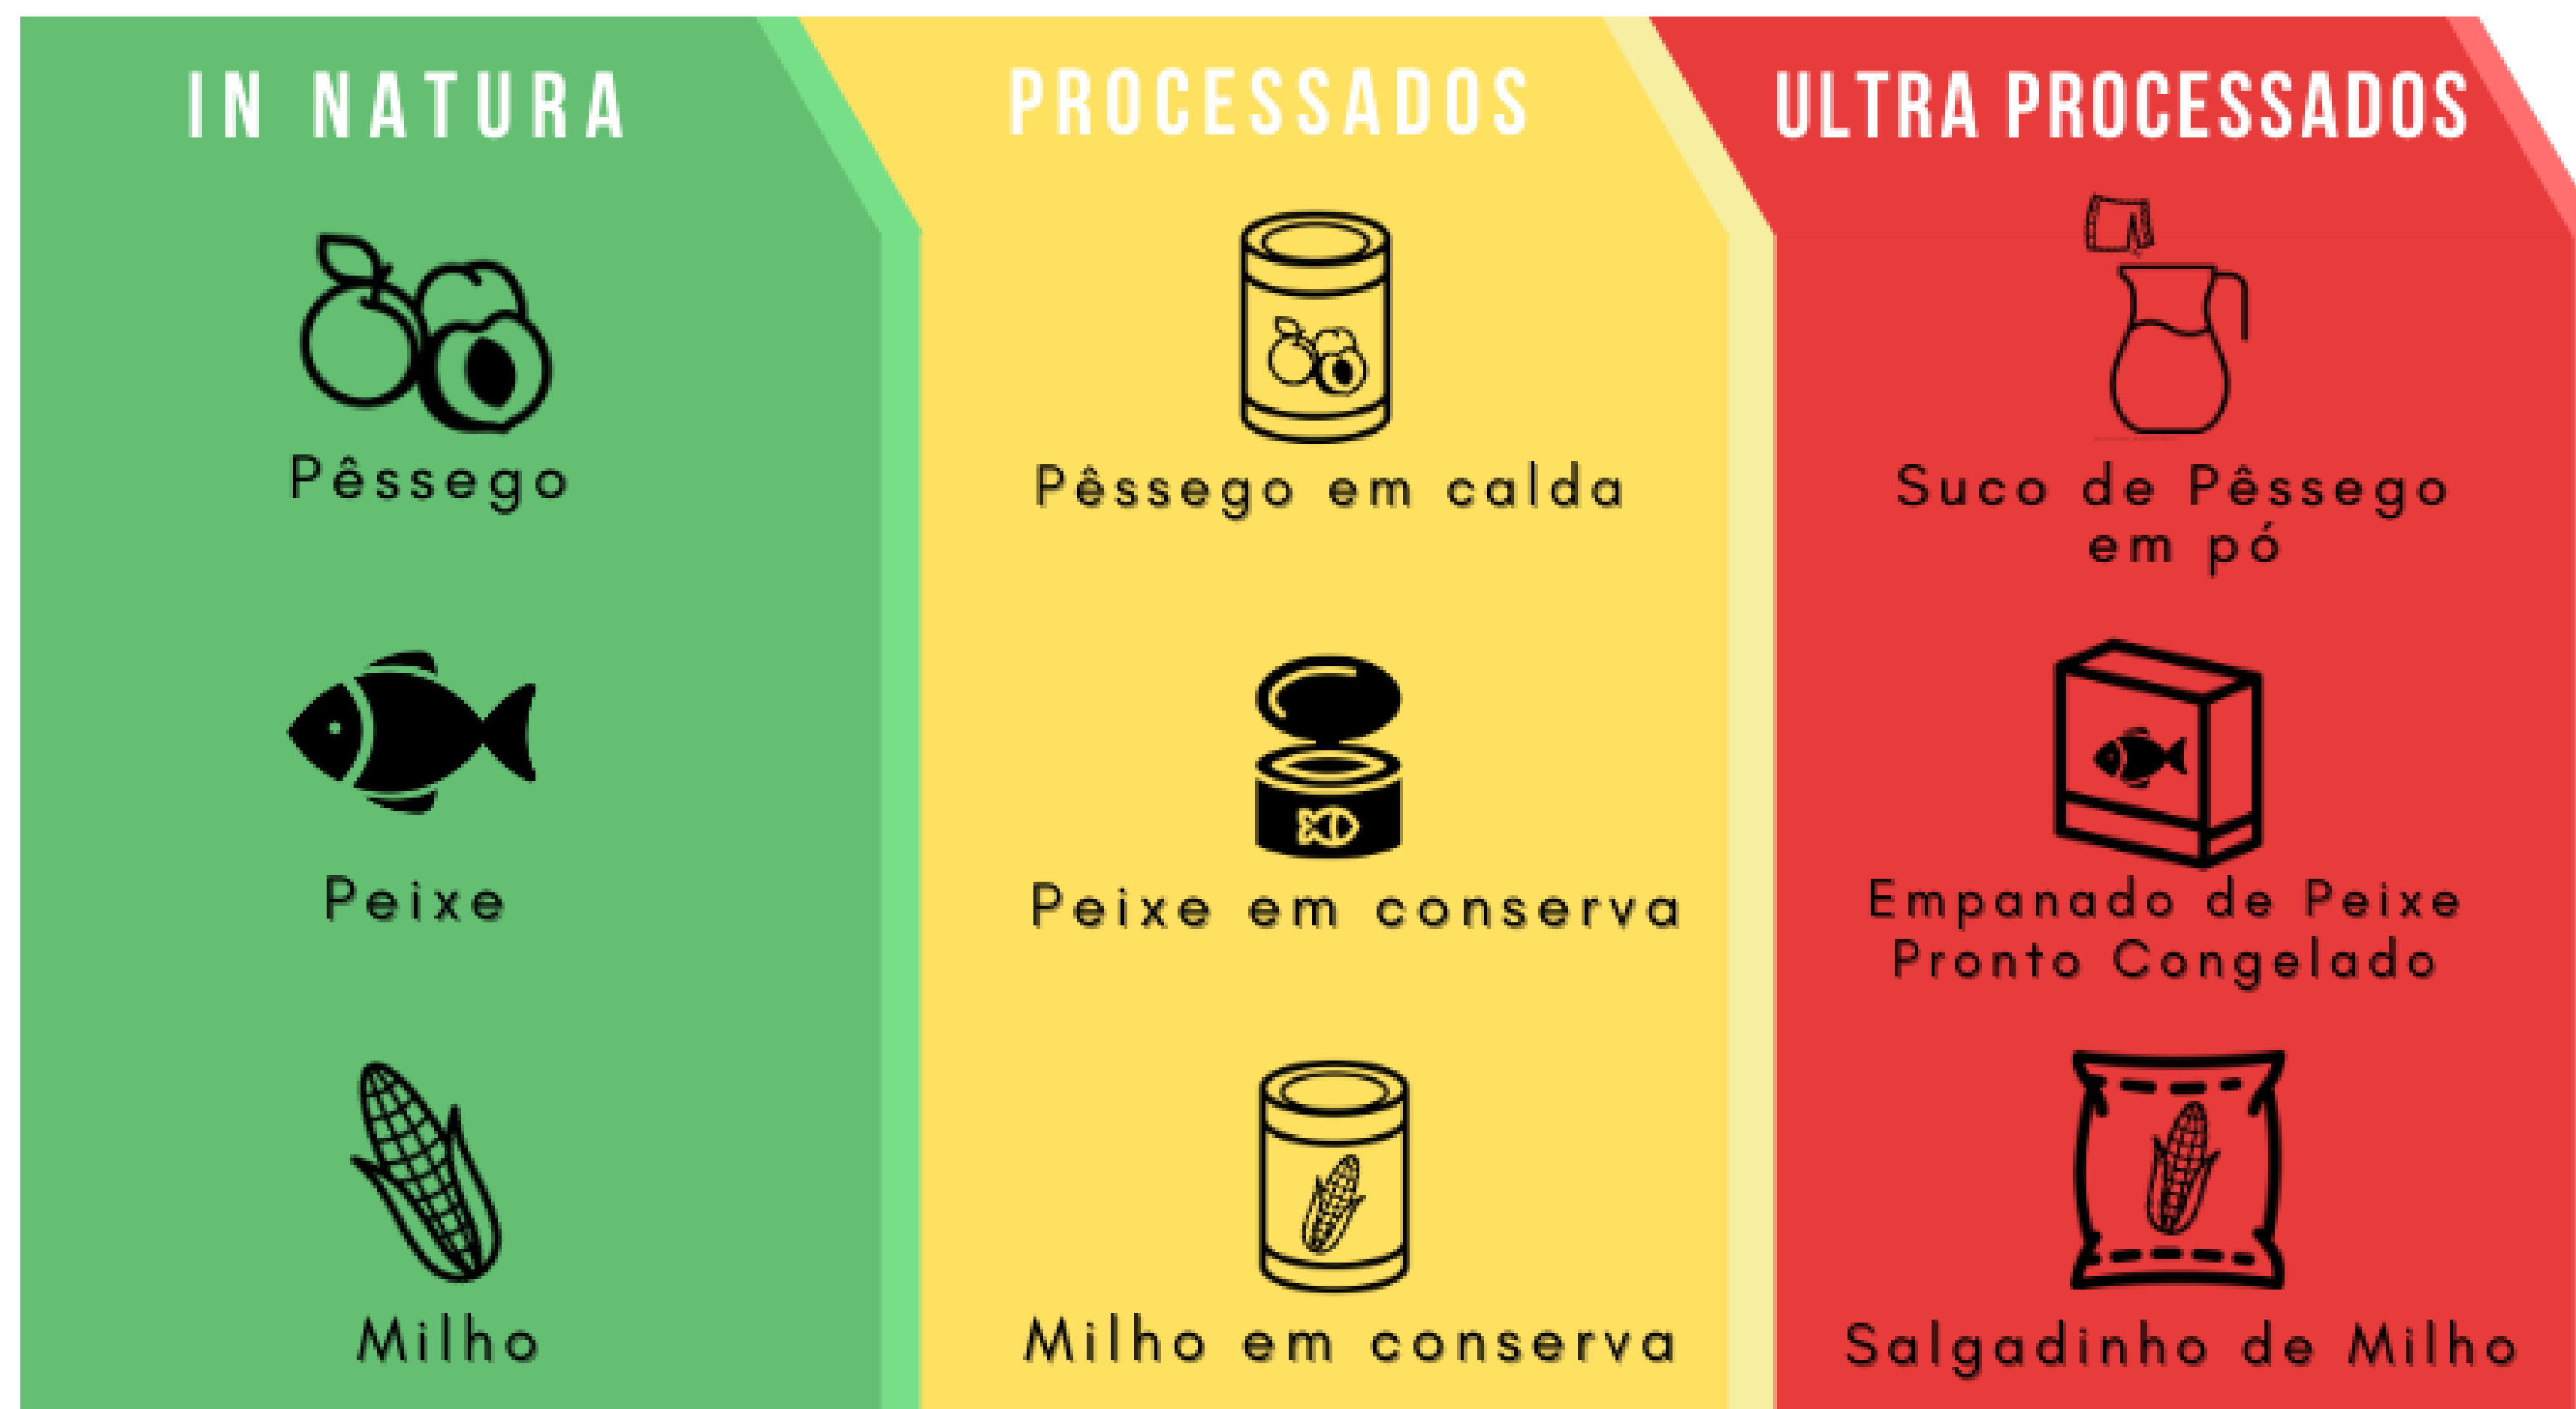 IN NATURA
Pêssego
Peixe
Milho
PROCESSADOS
Pêssego em calda
Peixe em conserva
Milho em conserva
ULTRA PROCESSADOS
Suco de Pêssego
em pó
Empanado de Peixe
Pronto Congelado
Salgadinho de Milho